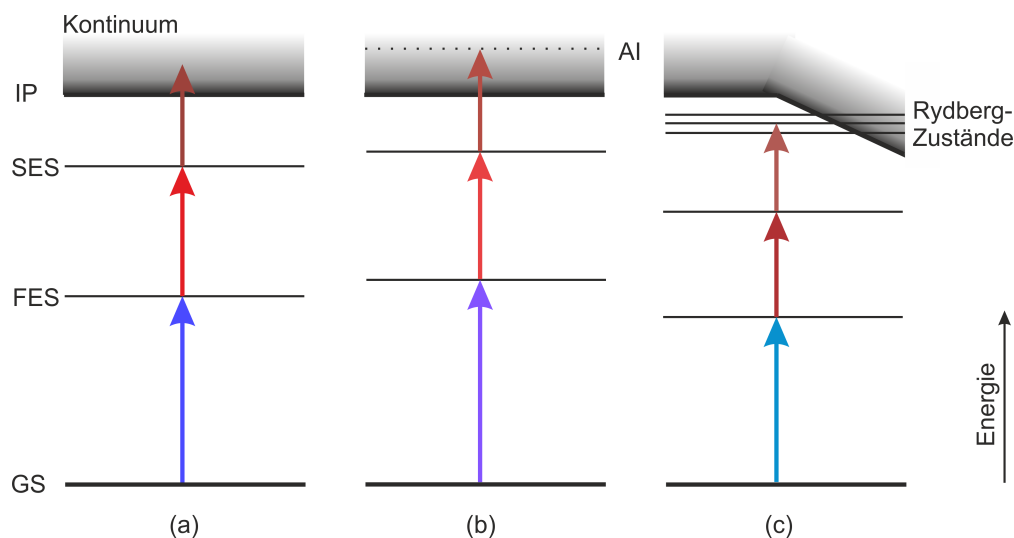 Kontinuum
AI
IP
Rydberg-
Zustände
SES
FES
Energie
GS
(a)
(b)
(c)